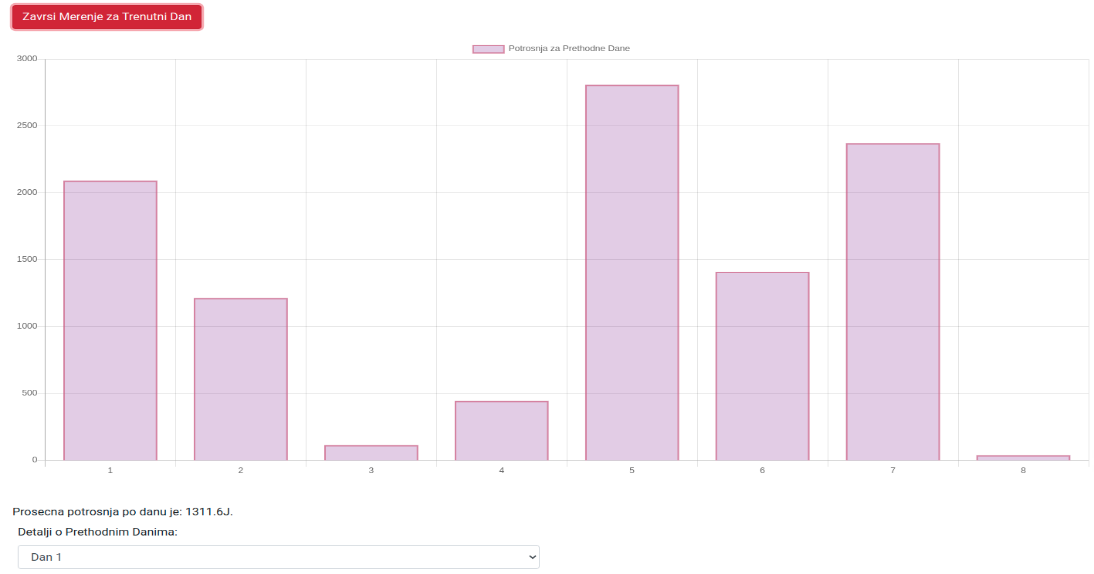 Zavrsi Merenje za Trenutni Dan
Potrosnja za Prethodne Dane
3000
2500
2000
1500
1000
500
0
1 2 3 4 5 6 7 8
Prosecna potrosnja po danu je: 1311.6J.
Detalji o Prethodnim Danima:
Dan 1